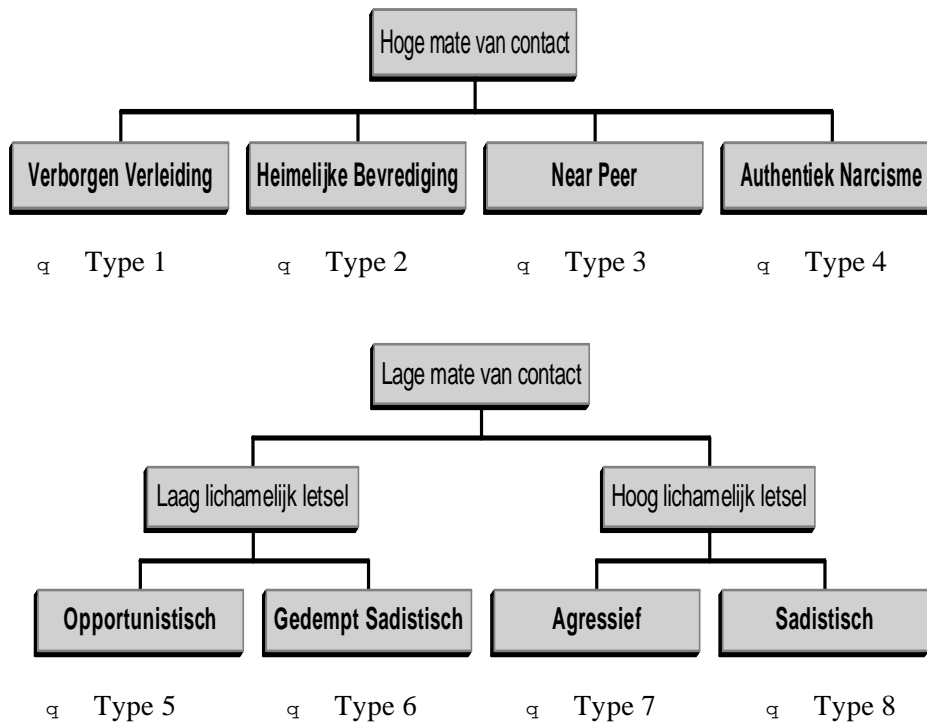 Hoge mate van contact
Verborgen Verleiding Heimelijke Bevrediging Near Peer Authentiek Narcisme
q Type 1 q Type 2 q Type 3 q Type 4
Lage mate van contact
Laag lichamelijk letsel Hoog lichamelijk letsel
Opportunistisch Gedempt Sadistisch Agressief Sadistisch
q Type 5 q Type 6 q Type 7 q Type 8